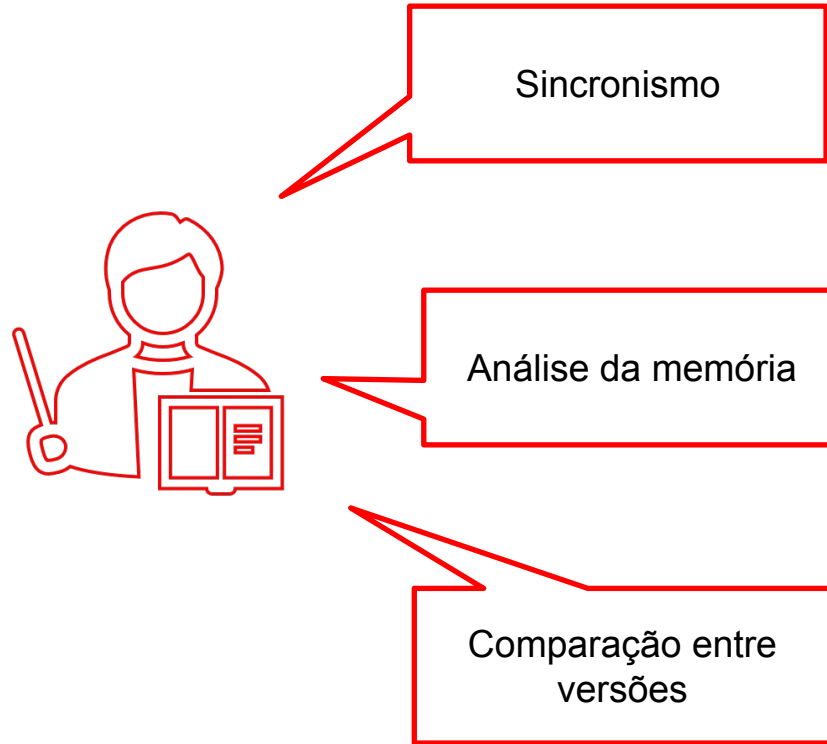 Sincronismo
Análise da memória
Comparação entre
versões